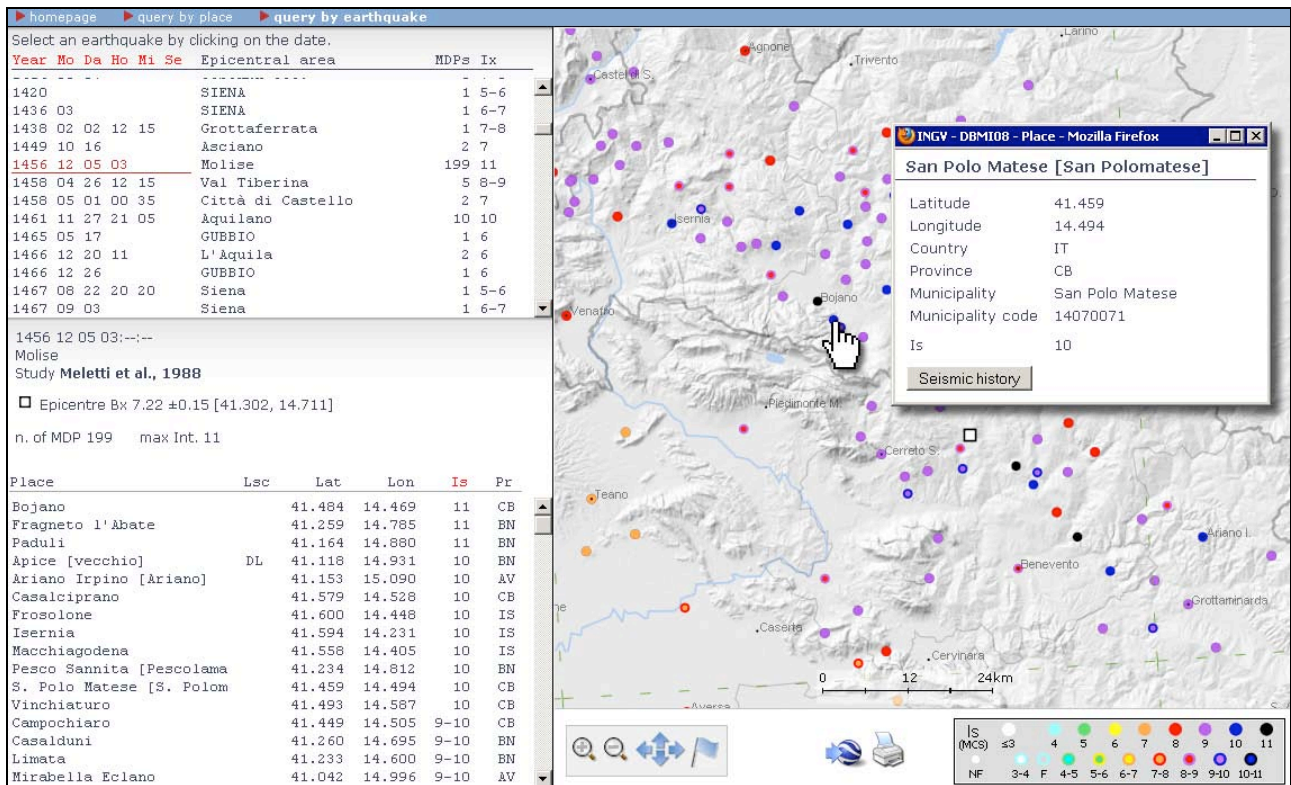 homepage query by place query by earthquake
Select an earthquake by clicking on the date.
Year Mo Da Ho Mi Se Epicentral area MDPs Ix
1420 SIENA 1 5-6
1436 03 SIENA 1 6-7
1438 02 02 12 15 Grottaferrata 1 7-8
1449 10 16 Asciano 2 7
1456 12 05 03 Molise 199 11
1458 04 26 12 15 Val Tiberina 5 8-9
1458 05 01 00 35 Città di Castello 2 7
1461 11 27 21 05 Aquilano 10 10
1465 05 17 GUBBIO 1 6
1466 12 20 11 L'Aquila 2 6
1466 12 26 GUBBIO 1 6
1467 08 22 20 20 Siena 1 5-6
1467 09 03 Siena 1 6-7
1456 12 05 03:--:--
Molise
Study Meletti et al., 1988
Epicentre Bx 7.22 ±0.15 [41.302, 14.711]
n. of MDP 199 max Int. 11
Place Lsc Lat Lon Is Pr
Bojano 41.484 14.469 11 CB
Fragneto l'Abate 41.259 14.785 11 BN
Paduli 41.164 14.880 11 BN
Apice [vecchio] DL 41.118 14.931 10 BN
Ariano Irpino [Ariano] 41.153 15.090 10 AV
Casalciprano 41.579 14.528 10 CB
Frosolone 41.600 14.448 10 IS
Isernia 41.594 14.231 10 IS
Macchiagodena 41.558 14.405 10 IS
Pesco Sannita [Pescolama 41.234 14.812 10 BN
S. Polo Matese [S. Polom 41.459 14.494 10 CB
Vinchiaturo 41.493 14.587 10 CB
Campochiaro 41.449 14.505 9-10 CB
Casalduni 41.260 14.695 9-10 BN
Limata 41.233 14.600 9-10 BN
Mirabella Eclano 41.042 14.996 9-10 AV
Larino
Agnone
Trivento
Castel di S.
INGV - DBMI08 - Place - Mozilla Firefox
San Polo Matese [San Polomatese]
Latitude 41.459
Longitude 14.494
Country IT
Province CB
Municipality San Polo Matese
Municipality code 14070071
Is 10
Seismic history
Isernia
Bojano
Venafro
Piedimonte M.
Cerreto S.
Teano
Ariano I.
Benevento
Grottaminarda
Caserta
Cervinara
0 12 24km
Aversa
Is
(MCS) ≤3 4 5 6 7 8 9 10 11
NF 3-4 F 4-5 5-6 6-7 7-8 8-9 9-10 10-11